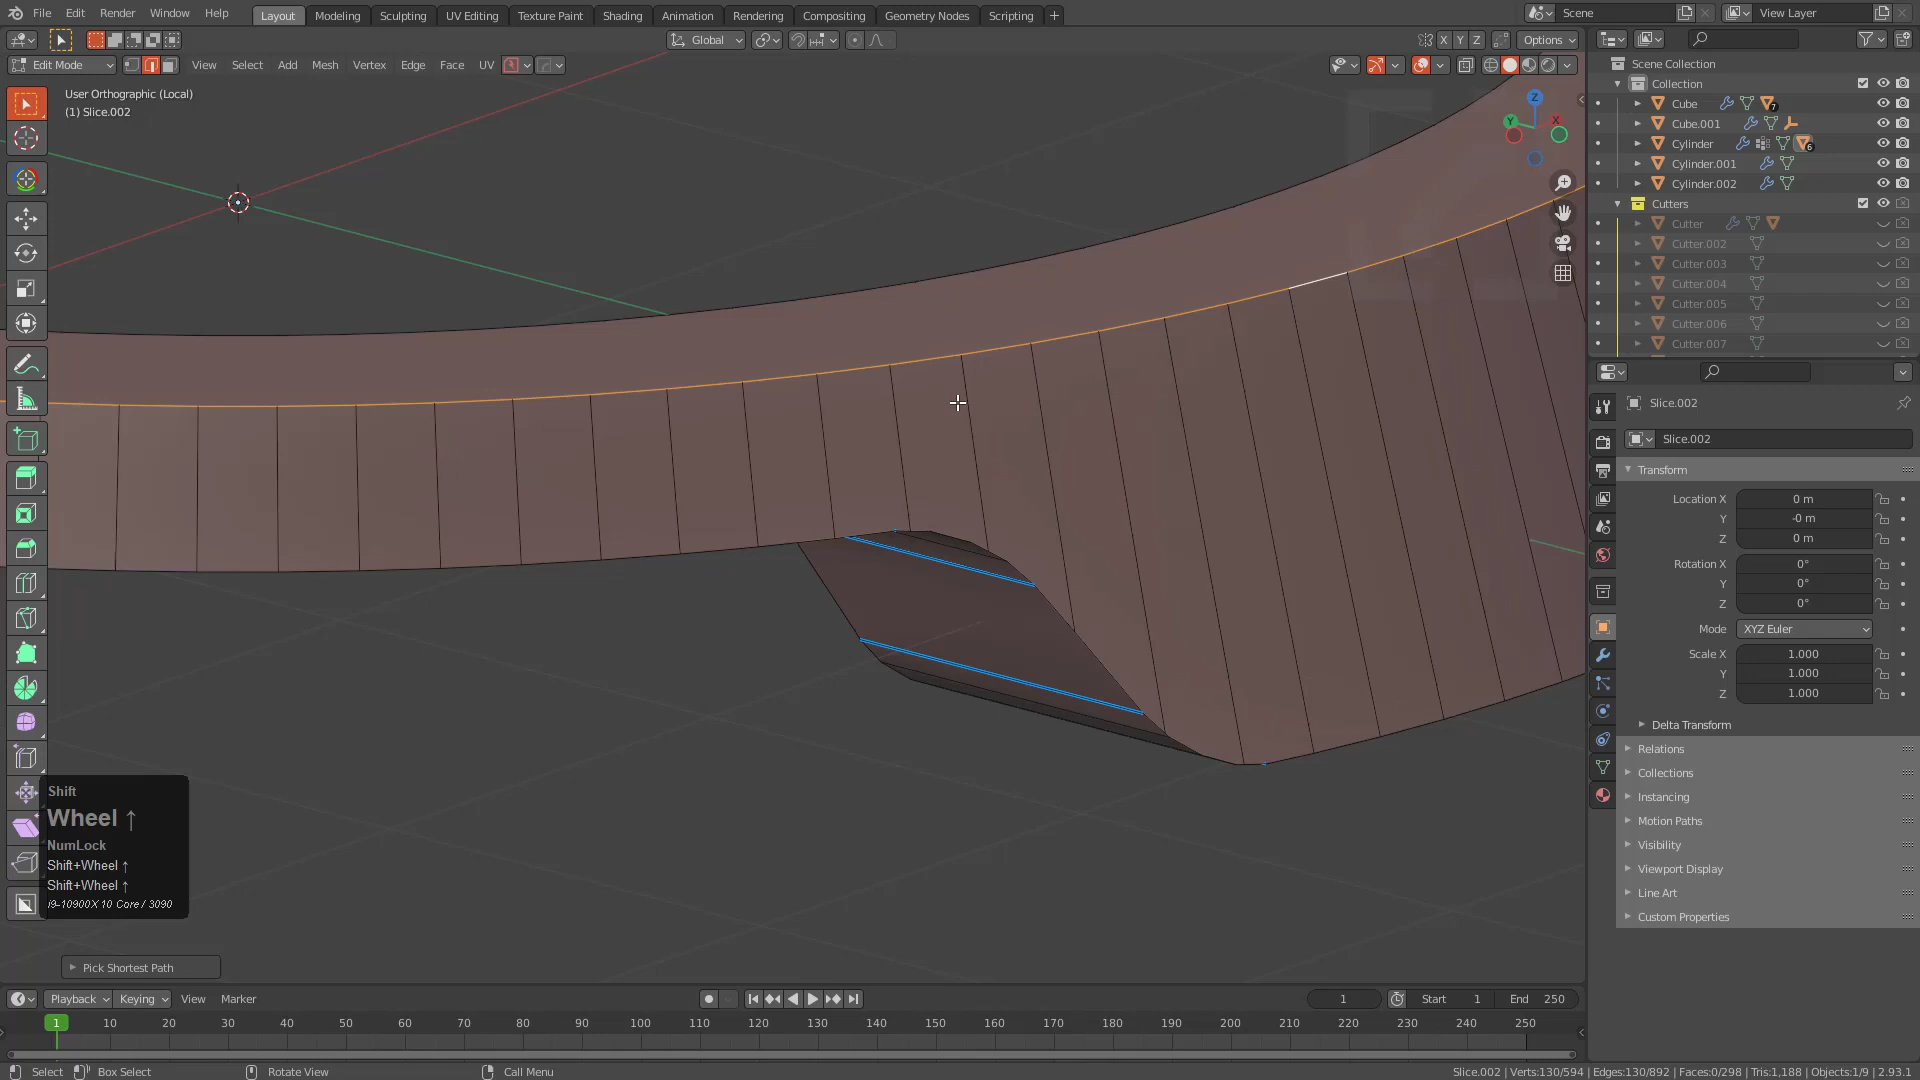 File Edit Render Window Help Layout Modeling Sculpting UV Editing Texture Paint Shading Animation Rendering Compositing Geometry Nodes Scripting + Scene View Layer
Global X Y Z Options
Edit Mode View Select Add Mesh Vertex Edge Face UV
User Orthographic (Local)
(1) Slice.002
Z
Y
X
Scene Collection
Collection
Cube 7
Cube.001
Cylinder 6
Cylinder.001
Cylinder.002
Cutters
Cutter
Cutter.002
Cutter.003
Cutter.004
Cutter.005
Cutter.006
Cutter.007
Slice.002
Slice.002
Transform
Location X 0 m
Y -0 m
Z 0 m
Rotation X 0°
Y 0°
Z 0°
Mode XYZ Euler
Scale X 1.000
Y 1.000
Z 1.000
Delta Transform
Relations
Collections
Instancing
Motion Paths
Visibility
Viewport Display
Line Art
Custom Properties
Shift
Wheel ↑
NumLock
Shift+Wheel ↑
Shift+Wheel ↑
i9-10900X 10 Core / 3090
Pick Shortest Path
Playback Keying View Marker 1 Start 1 End 250
1 10 20 30 40 50 60 70 80 90 100 110 120 130 140 150 160 170 180 190 200 210 220 230 240 250
Select Box Select Rotate View Call Menu Slice.002 | Verts:130/594 | Edges:130/892 | Faces:0/298 | Tris:1,188 | Objects:1/9 | 2.93.1